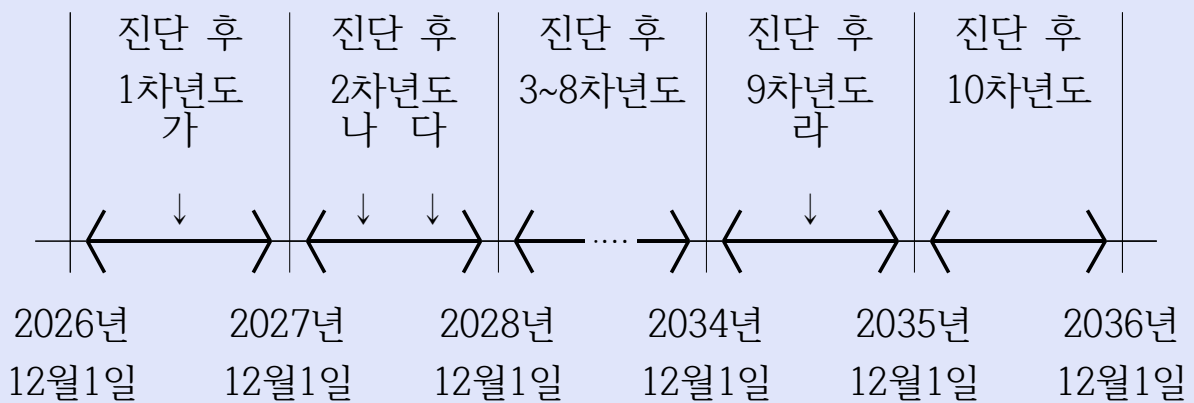 진단 후 진단 후 진단 후 진단 후 진단 후
1차년도 2차년도 3~8차년도 9차년도 10차년도
가 나 다 라
↓ ↓ ↓ ↓
....
2026년 2027년 2028년 2034년 2035년 2036년
12월1일 12월1일 12월1일 12월1일 12월1일 12월1일